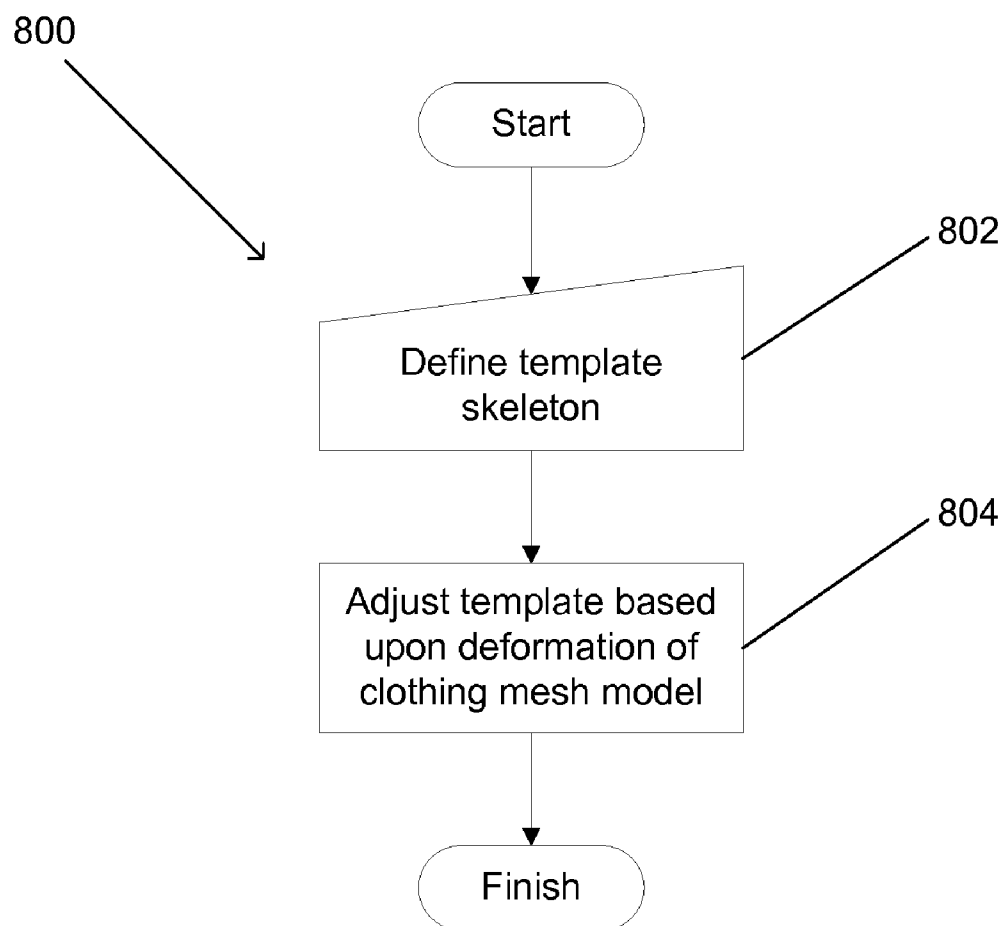 800
Start
802
Define template
skeleton
804
Adjust template based
upon deformation of
clothing mesh model
Finish